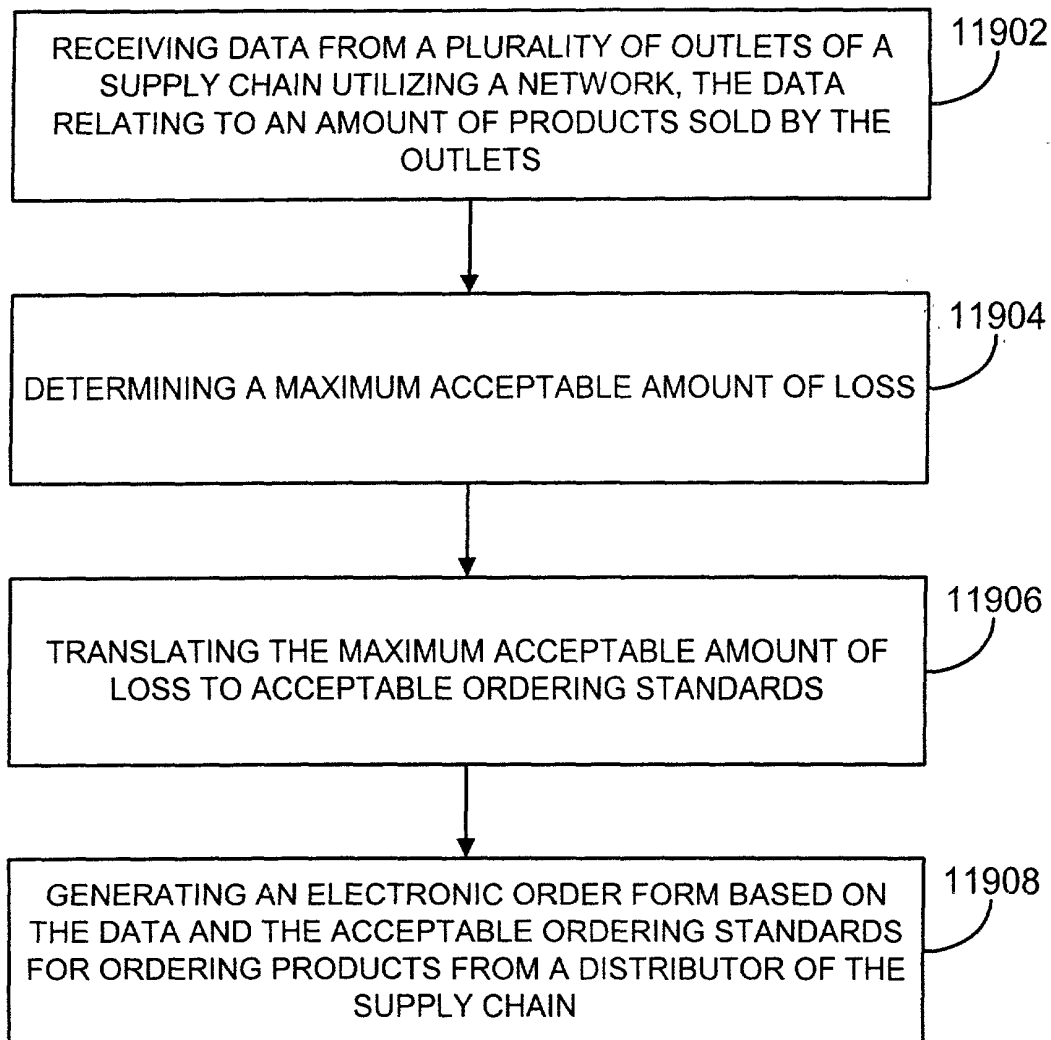 RECEIVING DATA FROM A PLURALITY OF OUTLETS OF A
SUPPLY CHAIN UTILIZING A NETWORK, THE DATA
RELATING TO AN AMOUNT OF PRODUCTS SOLD BY THE
OUTLETS
11902
DETERMINING A MAXIMUM ACCEPTABLE AMOUNT OF LOSS
11904
TRANSLATING THE MAXIMUM ACCEPTABLE AMOUNT OF
LOSS TO ACCEPTABLE ORDERING STANDARDS
11906
GENERATING AN ELECTRONIC ORDER FORM BASED ON
THE DATA AND THE ACCEPTABLE ORDERING STANDARDS
FOR ORDERING PRODUCTS FROM A DISTRIBUTOR OF THE
SUPPLY CHAIN
11908